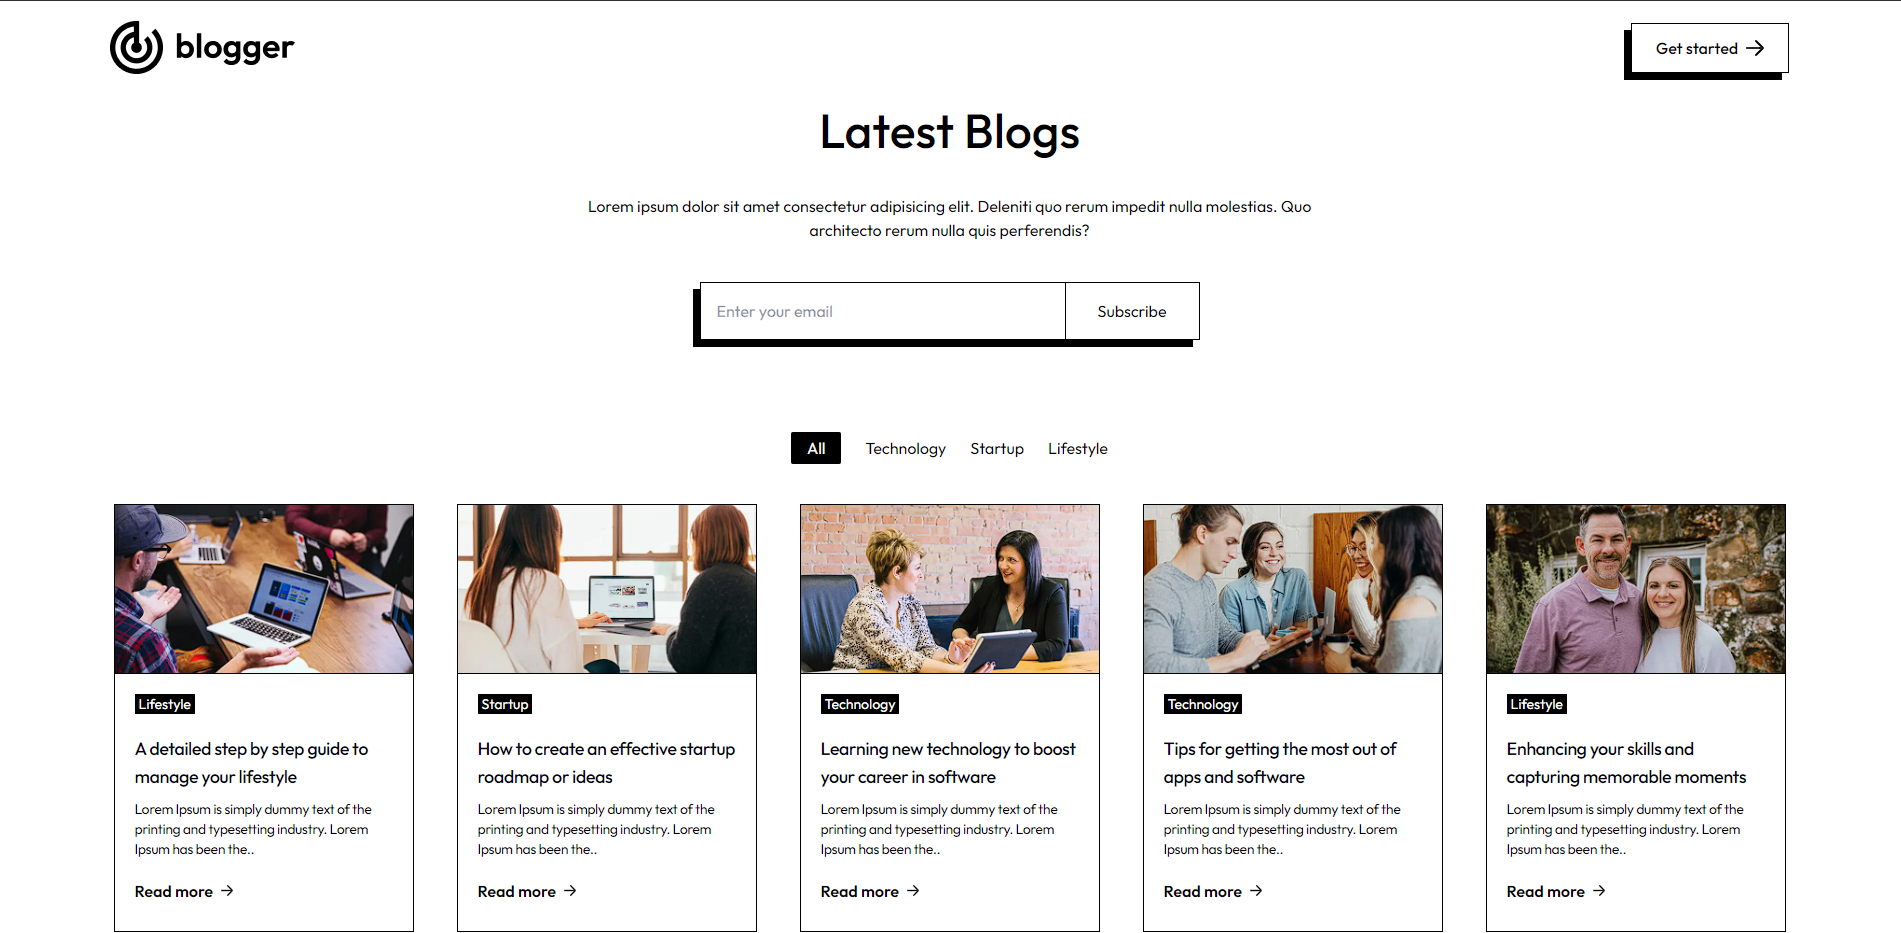 blogger
Get started
Latest Blogs
Lorem ipsum dolor sit amet consectetur adipisicing elit. Deleniti quo rerum impedit nulla molestias. Quo
architecto rerum nulla quis perferendis?
Enter your email
Subscribe
All
Technology
Startup
Lifestyle
Lifestyle
A detailed step by step guide to
manage your lifestyle
Lorem Ipsum is simply dummy text of the
printing and typesetting industry. Lorem
Ipsum has been the..
Read more
Startup
How to create an effective startup
roadmap or ideas
Lorem Ipsum is simply dummy text of the
printing and typesetting industry. Lorem
Ipsum has been the..
Read more
Technology
Learning new technology to boost
your career in software
Lorem Ipsum is simply dummy text of the
printing and typesetting industry. Lorem
Ipsum has been the..
Read more
Technology
Tips for getting the most out of
apps and software
Lorem Ipsum is simply dummy text of the
printing and typesetting industry. Lorem
Ipsum has been the..
Read more
Lifestyle
Enhancing your skills and
capturing memorable moments
Lorem Ipsum is simply dummy text of the
printing and typesetting industry. Lorem
Ipsum has been the..
Read more